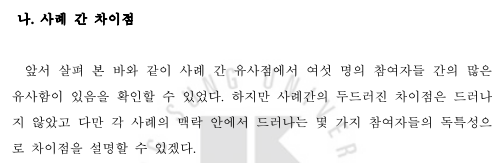 나. 사례 간 차이점
앞서 살펴 본 바와 같이 사례 간 유사점에서 여섯 명의 참여자들 간의 많은
유사함이 있음을 확인할 수 있었다. 하지만 사례간의 두드러진 차이점은 드러나
지 않았고 다만 각 사례의 맥락 안에서 드러나는 몇 가지 참여자들의 독특성으
로 차이점을 설명할 수 있겠다.